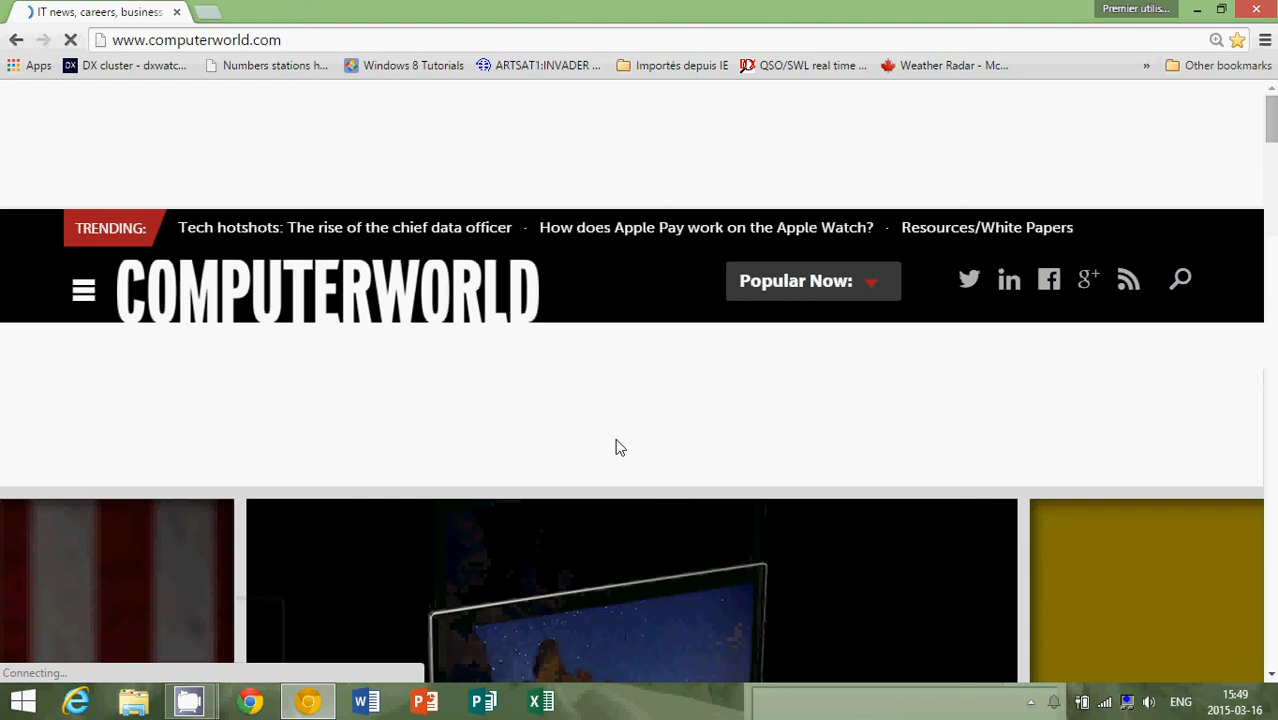 IT news, careers, business
Premier utilis...
www.computerworld.com
Apps DX cluster - dxwatc... Numbers stations h... Windows 8 Tutorials ARTSAT1:INVADER ... Importés depuis IE QSO/SWL real time ... Weather Radar - Mc... » Other bookmarks
TRENDING: Tech hotshots: The rise of the chief data officer · How does Apple Pay work on the Apple Watch? · Resources/White Papers
COMPUTERWORLD Popular Now:
Connecting...
ENG 15:49
2015-03-16